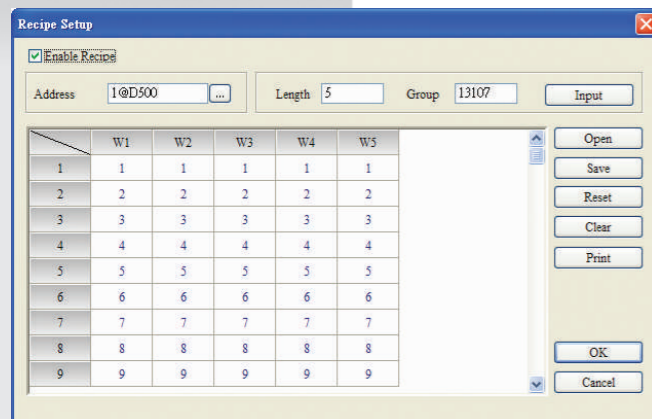 Recipe Setup
Enable Recipe
Address 1@D500 ... Length 5 Group 13107 Input
W1 W2 W3 W4 W5
1 1 1 1 1 1
2 2 2 2 2 2
3 3 3 3 3 3
4 4 4 4 4 4
5 5 5 5 5 5
6 6 6 6 6 6
7 7 7 7 7 7
8 8 8 8 8 8
9 9 9 9 9 9
Open
Save
Reset
Clear
Print
OK
Cancel